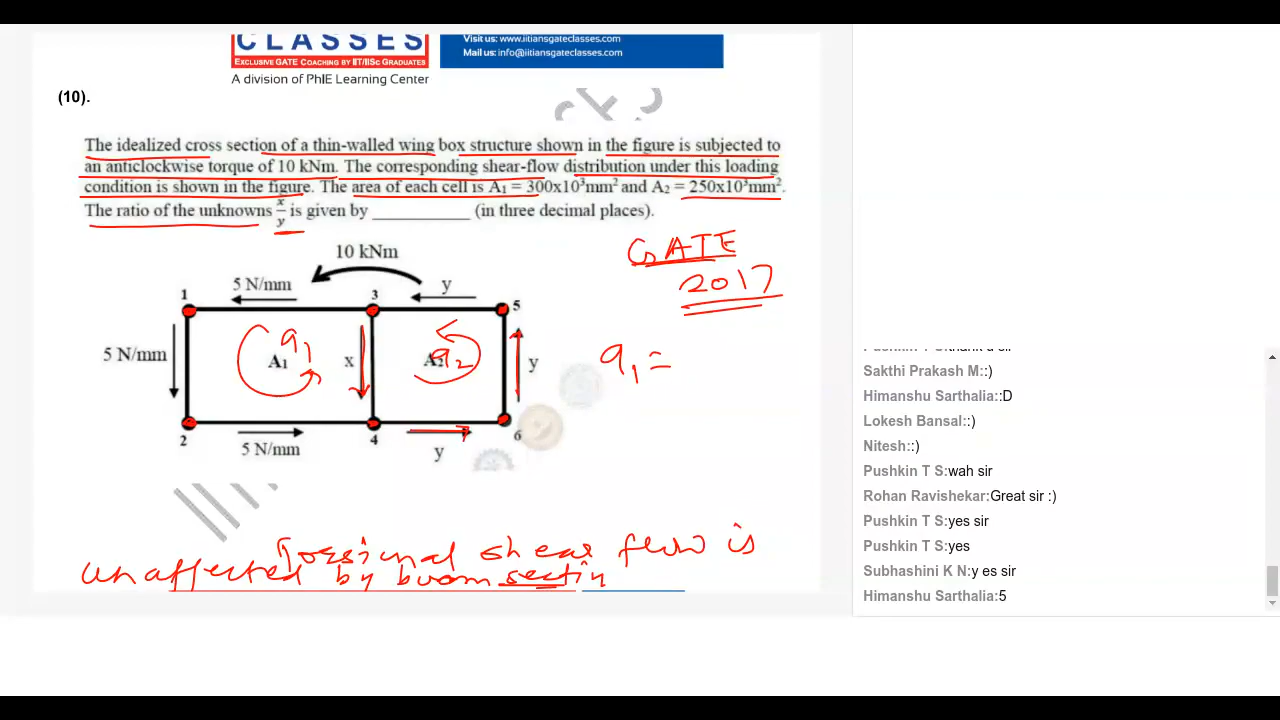 CLASSES
EXCLUSIVE GATE COACHING BY IIT/IISc GRADUATES
A division of PhIE Learning Center
Visit us: www.iitiansgateclasses.com
Mail us: info@iitiansgateclasses.com
(10).
The idealized cross section of a thin-walled wing box structure shown in the figure is subjected to
an anticlockwise torque of 10 kNm. The corresponding shear-flow distribution under this loading
condition is shown in the figure. The area of each cell is A₁ = 300x10³mm² and A₂ = 250x10³mm².
The ratio of the unknowns x/y is given by __________ (in three decimal places).
GATE
2017
10 kNm
5 N/mm
y
1
3
5
5 N/mm
q₁
A₁
x
q₂
y
q₁ =
2
4
6
5 N/mm
y
Torsional shear flow is
unaffected by boom section
Sakthi Prakash M::)
Himanshu Sarthalia::D
Lokesh Bansal::)
Nitesh::)
Pushkin T S:wah sir
Rohan Ravishekar:Great sir :)
Pushkin T S:yes sir
Pushkin T S:yes
Subhashini K N:y es sir
Himanshu Sarthalia:5